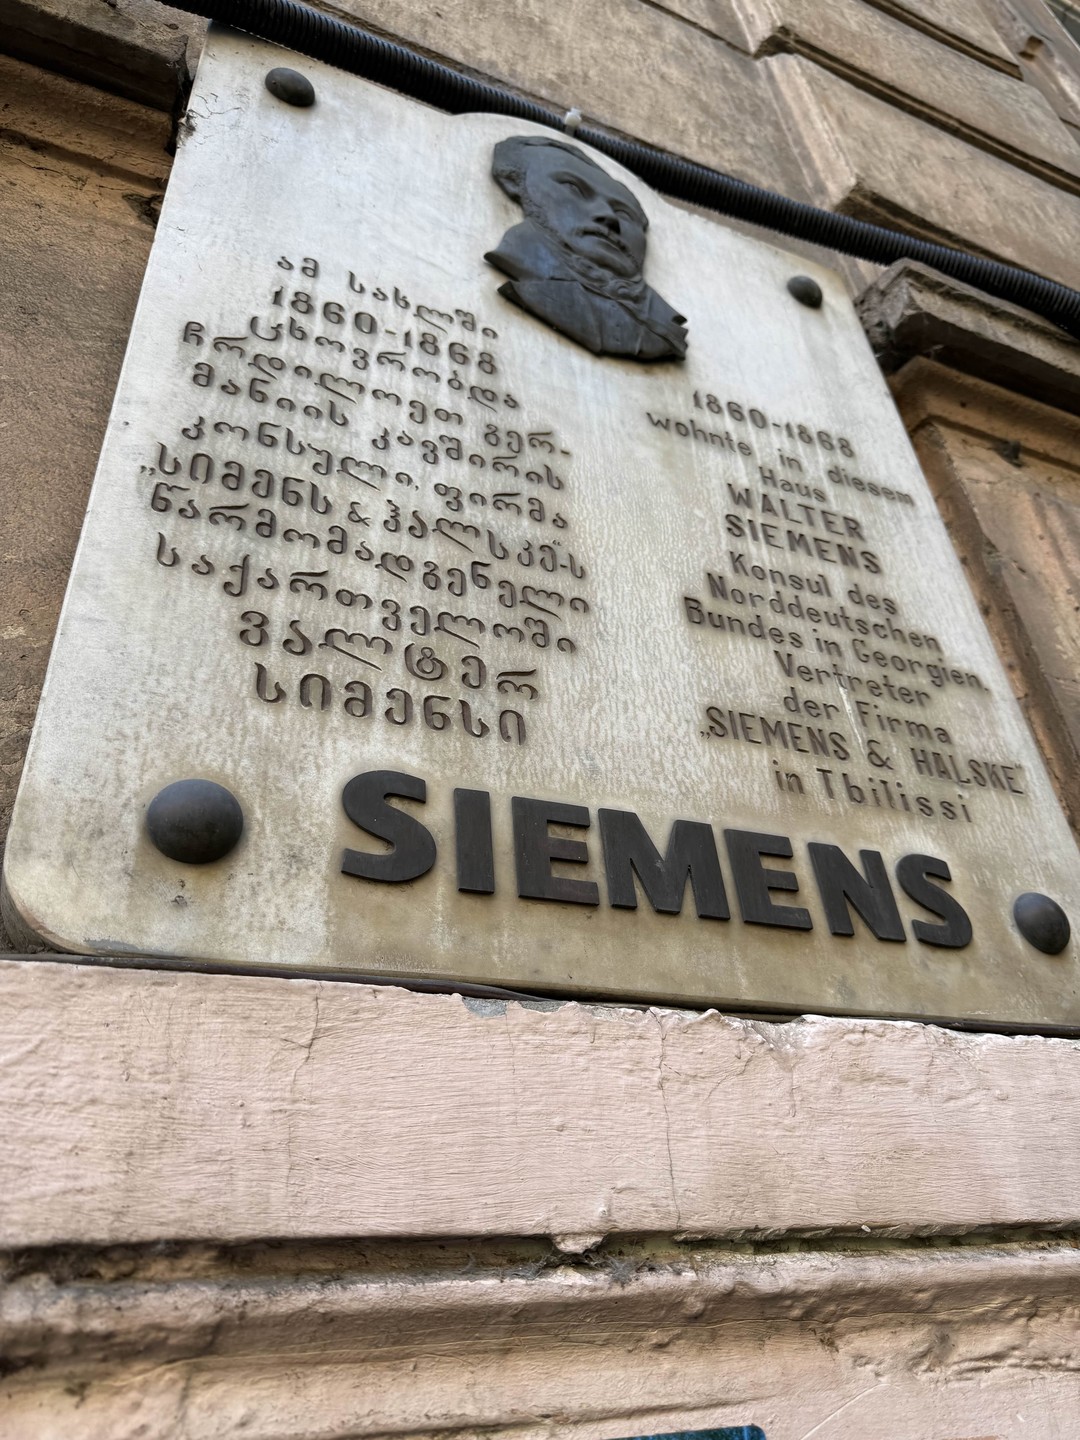 ამ სახლში
1860-1868
ცხოვრობდა
ჩრდილოეთ გერ-
მანიის კავშირის
კონსული, ფირმა
„სიმენს & ჰალსკე“-ს
წარმომადგენელი
საქართველოში
ვალტერ
სიმენსი
1860-1868
wohnte in diesem
Haus
WALTER
SIEMENS
Konsul des
Norddeutschen
Bundes in Georgien.
Vertreter
der Firma
„SIEMENS & HALSKE“
in Tbilissi
SIEMENS